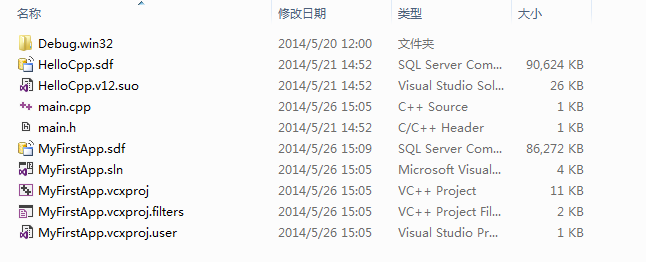 名称 修改日期 类型 大小
Debug.win32 2014/5/20 12:00 文件夹
HelloCpp.sdf 2014/5/21 14:52 SQL Server Com... 90,624 KB
HelloCpp.v12.suo 2014/5/21 14:52 Visual Studio Sol... 26 KB
main.cpp 2014/5/26 15:05 C++ Source 1 KB
main.h 2014/5/21 14:52 C/C++ Header 1 KB
MyFirstApp.sdf 2014/5/26 15:09 SQL Server Com... 86,272 KB
MyFirstApp.sln 2014/5/26 15:05 Microsoft Visual... 4 KB
MyFirstApp.vcxproj 2014/5/26 15:05 VC++ Project 11 KB
MyFirstApp.vcxproj.filters 2014/5/26 15:05 VC++ Project Fil... 2 KB
MyFirstApp.vcxproj.user 2014/5/26 15:05 Visual Studio Pr... 1 KB